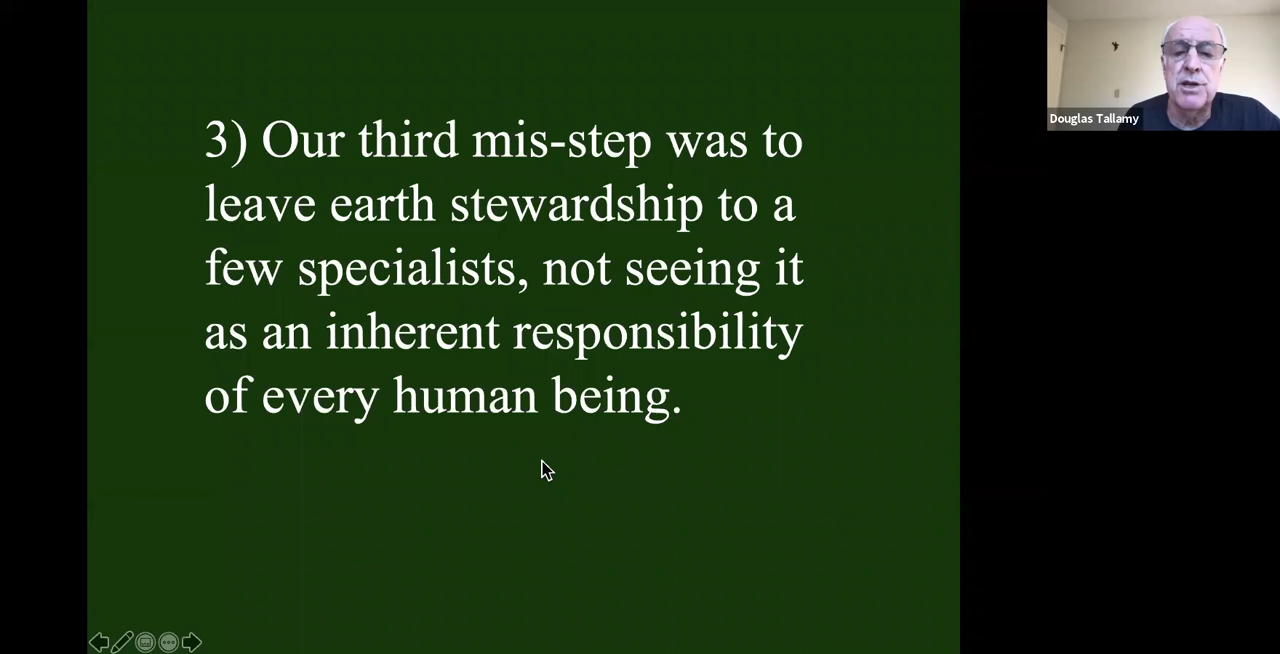 3) Our third mis-step was to
leave earth stewardship to a
few specialists, not seeing it
as an inherent responsibility
of every human being.
Douglas Tallamy